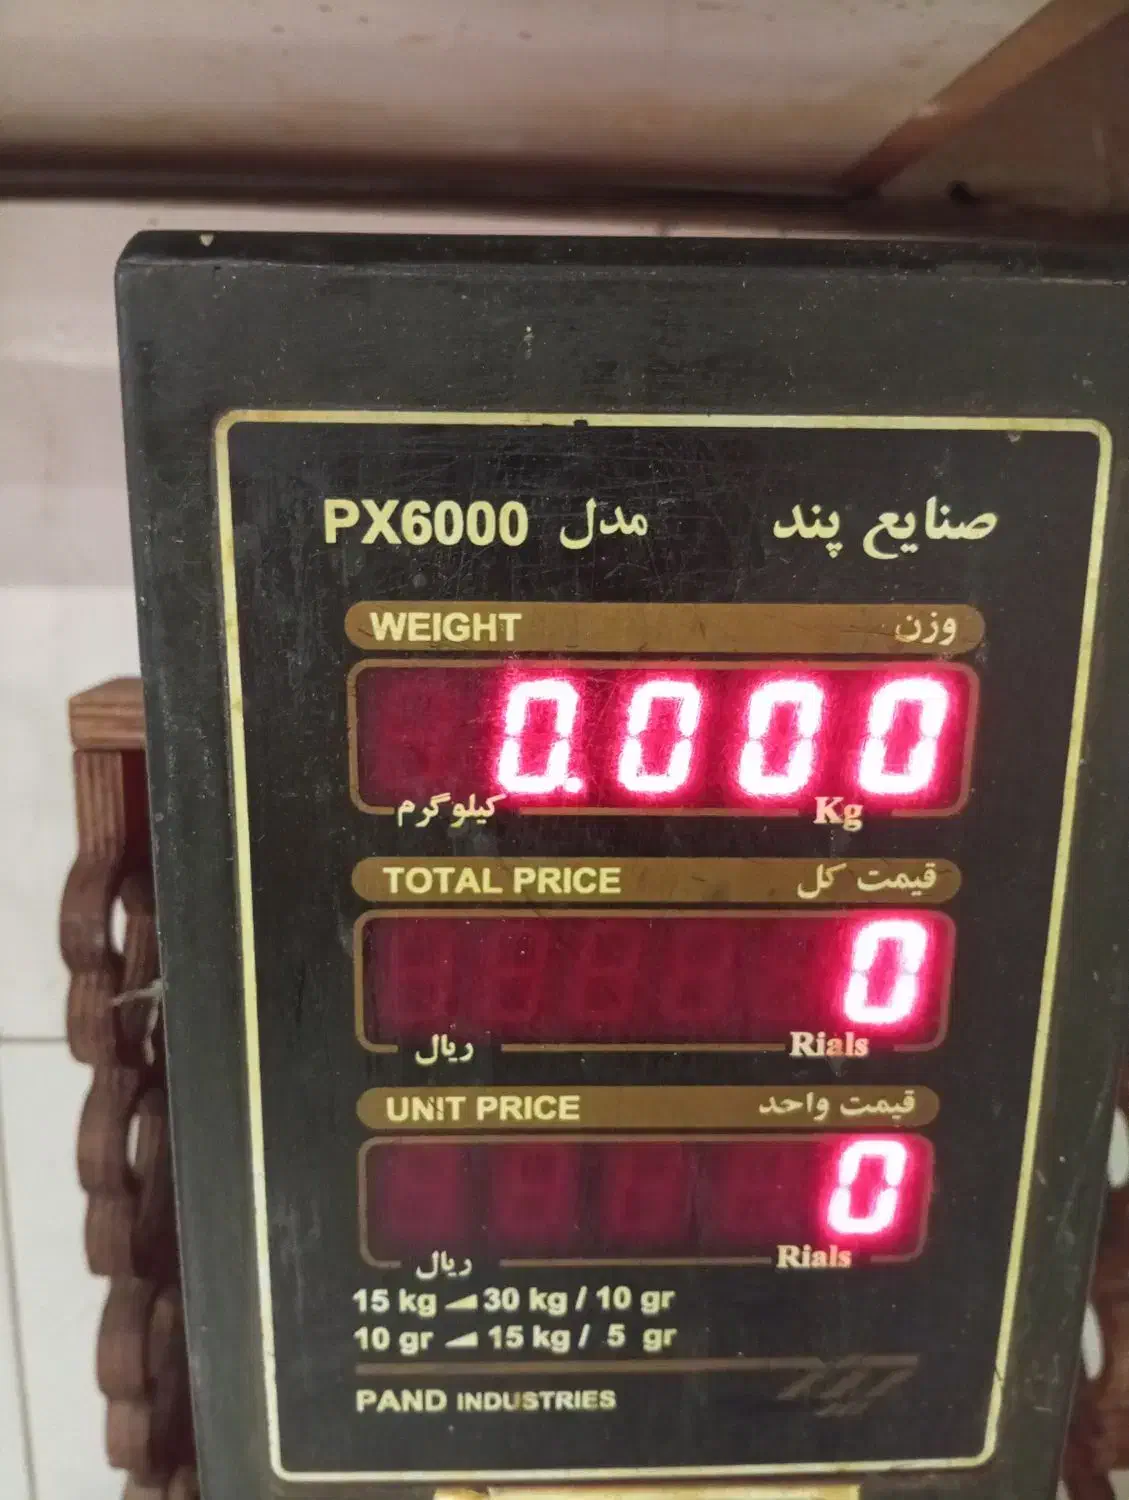 PX6000 مدل صنایع پند
WEIGHT وزن
0.000
کیلوگرم Kg
TOTAL PRICE قیمت کل
0
ریال Rials
UNIT PRICE قیمت واحد
0
ریال Rials
15 kg ◢ 30 kg / 10 gr
10 gr ◢ 15 kg / 5 gr
PAND INDUSTRIES